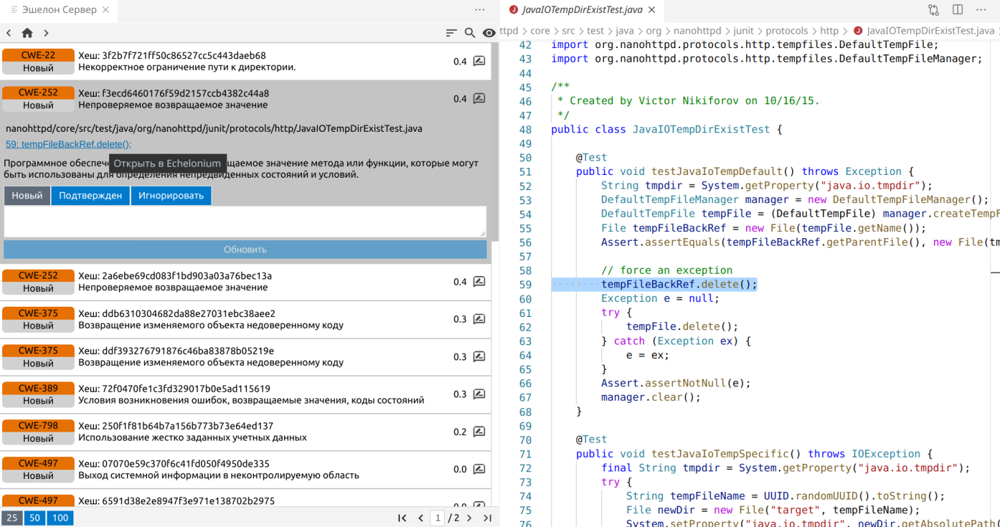 Эшелон Сервер
CWE-22
Новый
Хеш: 3f2b7f721ff50c86527cc5c443daeb68
Некорректное ограничение пути к директории.
0.4
CWE-252
Новый
Хеш: f3ecd6460176f59d2157ccb4382c44a8
Непроверяемое возвращаемое значение
0.4
nanohttpd/core/src/test/java/org/nanohttpd/junit/protocols/http/JavaIOTempDirExistTest.java
59: tempFileBackRef.delete();
Программное обеспече
Открыть в Echelonium
щаемое значение метода или функции, которые могут
быть использованы для определения непредвиденных состояний и условий.
Новый
Подтвержден
Игнорировать
Обновить
CWE-252
Новый
Хеш: 2a6ebe69cd083f1bd903a03a76bec13a
Непроверяемое возвращаемое значение
0.4
CWE-375
Новый
Хеш: ddb6310304682da88e27031ebc38aee2
Возвращение изменяемого объекта недоверенному коду
0.3
CWE-375
Новый
Хеш: ddf393276791876c46ba83878b05219e
Возвращение изменяемого объекта недоверенному коду
0.3
CWE-389
Новый
Хеш: 72f0470fe1c3fd329017b0e5ad115619
Условия возникновения ошибок, возвращаемые значения, коды состояний
0.3
CWE-798
Новый
Хеш: 250f1f81b64b7a156b773b73e64ed137
Использование жестко заданных учетных данных
0.2
CWE-497
Новый
Хеш: 07070e59c370f6c41fd050f4950de335
Выход системной информации в неконтролируемую область
0.0
CWE-497
Хеш: 6591d38e2e8947f3e971e138702b2975
0.0
25 50 100
1 / 2
JavaIOTempDirExistTest.java
ttpd > core > src > test > java > org > nanohttpd > junit > protocols > http > JavaIOTempDirExistTest.java >
42 import org.nanohttpd.protocols.http.tempfiles.DefaultTempFile;
43 import org.nanohttpd.protocols.http.tempfiles.DefaultTempFileManager;
44
45 /**
46 * Created by Victor Nikiforov on 10/16/15.
47 */
48 public class JavaIOTempDirExistTest {
49
50 @Test
51 public void testJavaIoTempDefault() throws Exception {
52 String tmpdir = System.getProperty("java.io.tmpdir");
53 DefaultTempFileManager manager = new DefaultTempFileManager();
54 DefaultTempFile tempFile = (DefaultTempFile) manager.createTempF
55 File tempFileBackRef = new File(tempFile.getName());
56 Assert.assertEquals(tempFileBackRef.getParentFile(), new File(tm
57
58 // force an exception
59 tempFileBackRef.delete();
60 Exception e = null;
61 try {
62 tempFile.delete();
63 } catch (Exception ex) {
64 e = ex;
65 }
66 Assert.assertNotNull(e);
67 manager.clear();
68 }
69
70 @Test
71 public void testJavaIoTempSpecific() throws IOException {
72 final String tmpdir = System.getProperty("java.io.tmpdir");
73 try {
74 String tempFileName = UUID.randomUUID().toString();
75 File newDir = new File("target", tempFileName);
76 System.setProperty("java.io.tmpdir", newDir.getAbsolutePath(